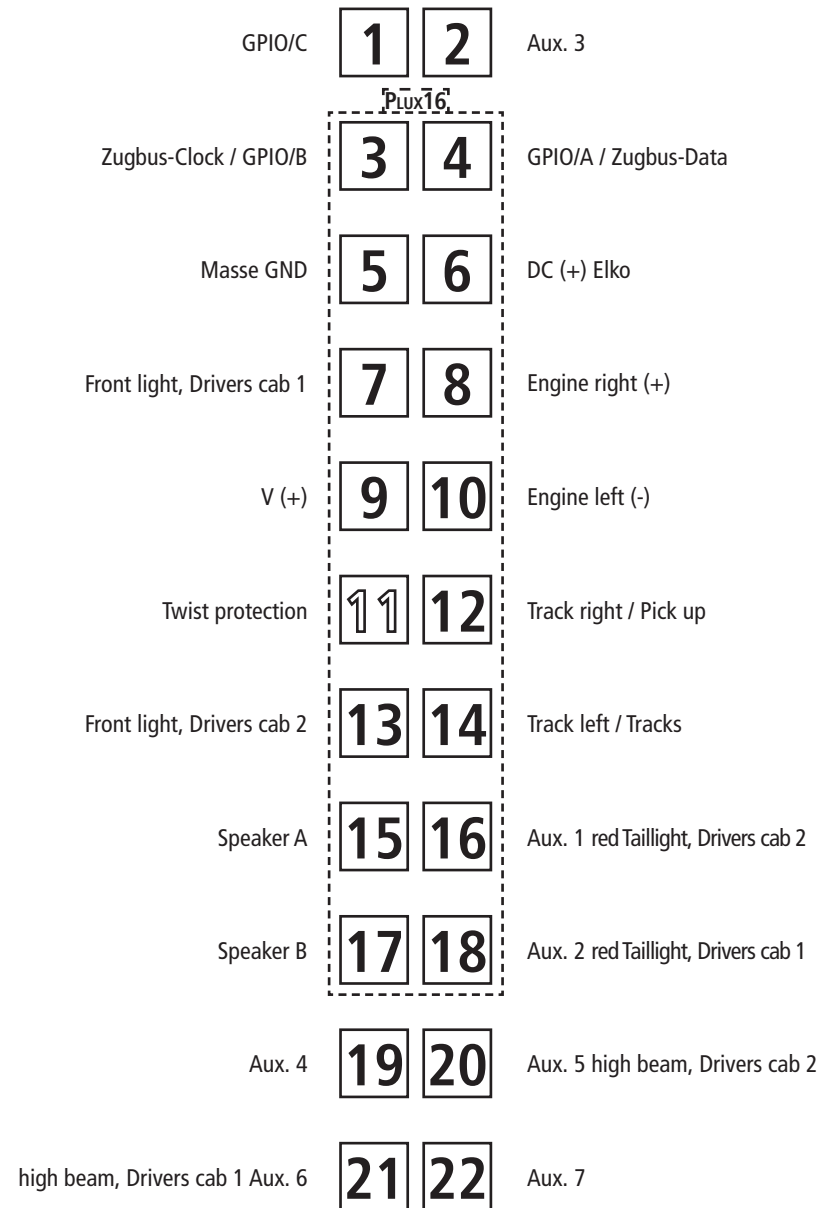 GPIO/C 1 2 Aux. 3
PLUX16
Zugbus-Clock / GPIO/B 3 4 GPIO/A / Zugbus-Data
Masse GND 5 6 DC (+) Elko
Front light, Drivers cab 1 7 8 Engine right (+)
V (+) 9 10 Engine left (-)
Twist protection 11 12 Track right / Pick up
Front light, Drivers cab 2 13 14 Track left / Tracks
Speaker A 15 16 Aux. 1 red Taillight, Drivers cab 2
Speaker B 17 18 Aux. 2 red Taillight, Drivers cab 1
Aux. 4 19 20 Aux. 5 high beam, Drivers cab 2
high beam, Drivers cab 1 Aux. 6 21 22 Aux. 7